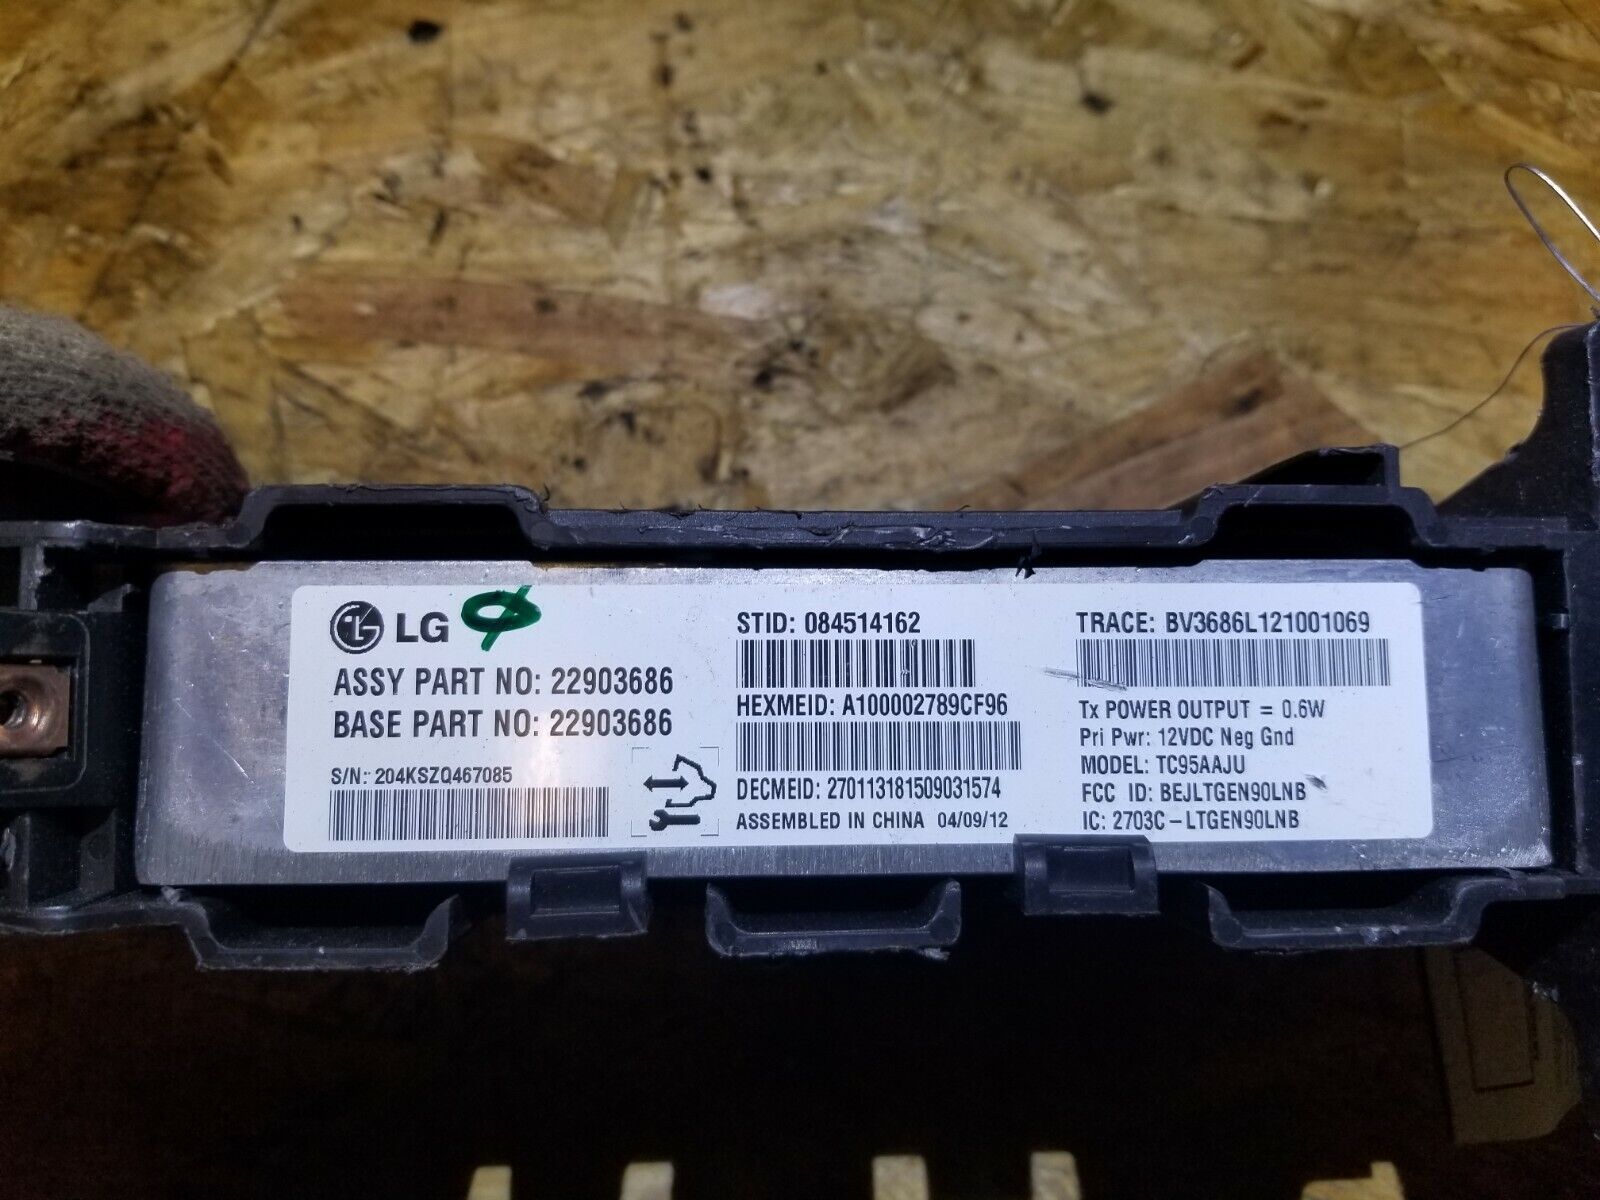 LG
ASSY PART NO: 22903686
BASE PART NO: 22903686
S/N: 204KSZQ467085
STID: 084514162
HEXMEID: A100002789CF96
DECMEID: 270113181509031574
ASSEMBLED IN CHINA 04/09/12
TRACE: BV3686L121001069
Tx POWER OUTPUT = 0.6W
Pri Pwr: 12VDC Neg Gnd
MODEL: TC95AAJU
FCC ID: BEJLTGEN90LNB
IC: 2703C-LTGEN90LNB